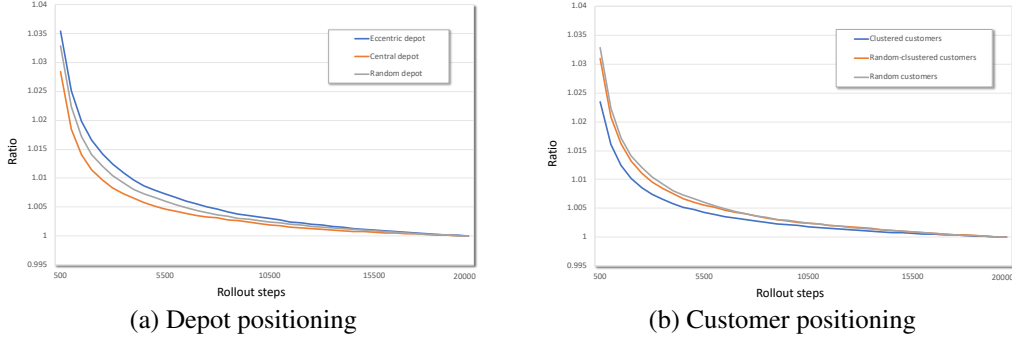 1.04
1.035
1.03
1.025
1.02
1.015
1.01
1.005
1
0.995
Ratio
500
5500
10500
15500
20000
Rollout steps
Eccentric depot
Central depot
Random depot
(a) Depot positioning
1.04
1.035
1.03
1.025
1.02
1.015
1.01
1.005
1
0.995
Ratio
500
5500
10500
15500
20000
Rollout steps
Clustered customers
Random-clsustered customers
Random customers
(b) Customer positioning